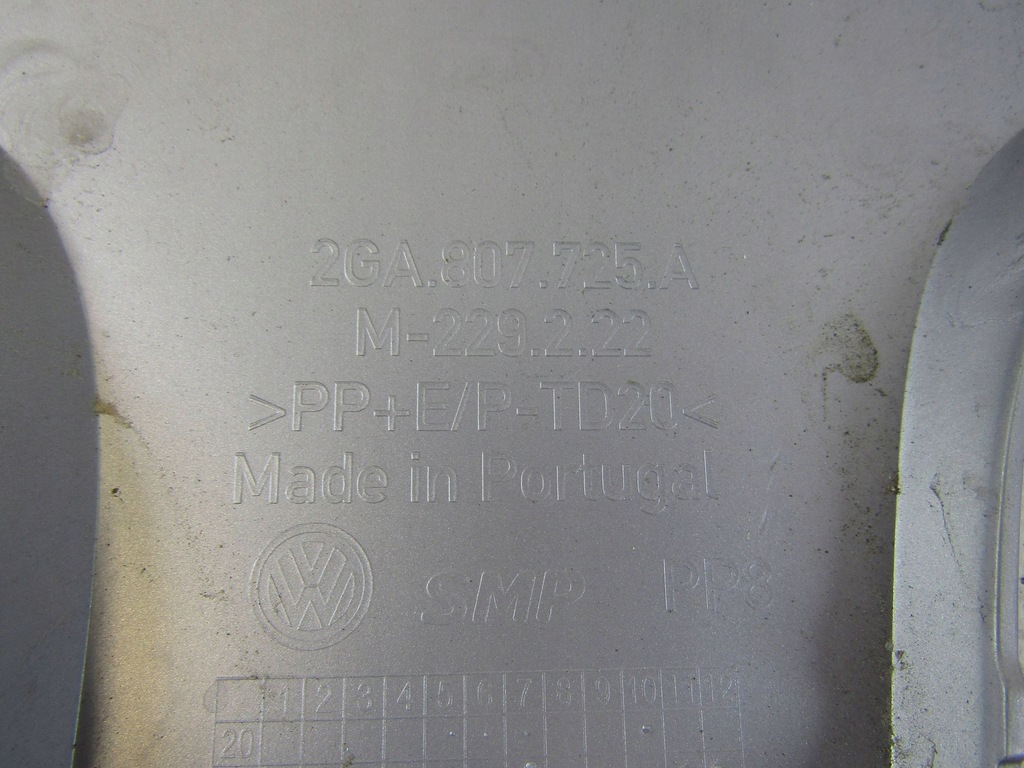 2GA.807.725.A
M-229.2.22
>PP+E/P-TD20<
Made in Portugal
VW SMP PP8
1 2 3 4 5 6 7 8 9 10 11 12
20